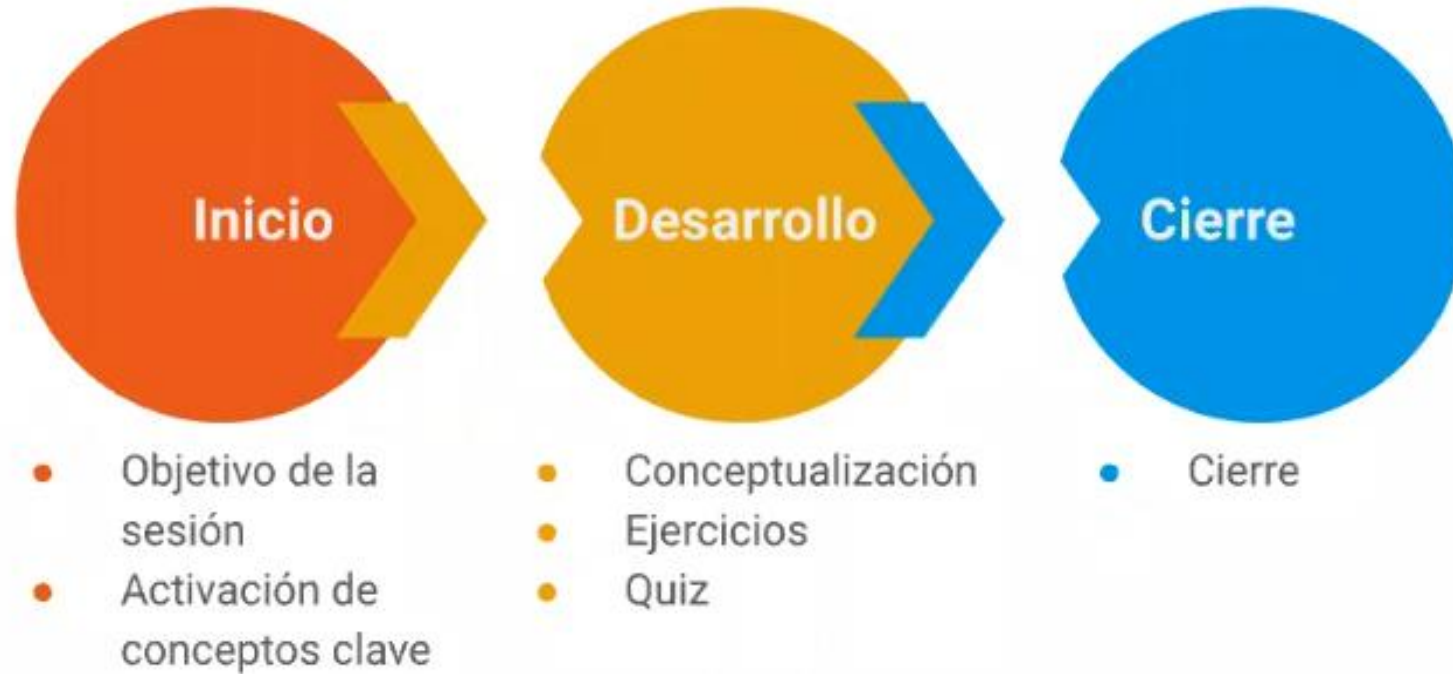 Inicio
Desarrollo
Cierre
Objetivo de la
sesión
Activación de
conceptos clave
Conceptualización
Ejercicios
Quiz
Cierre